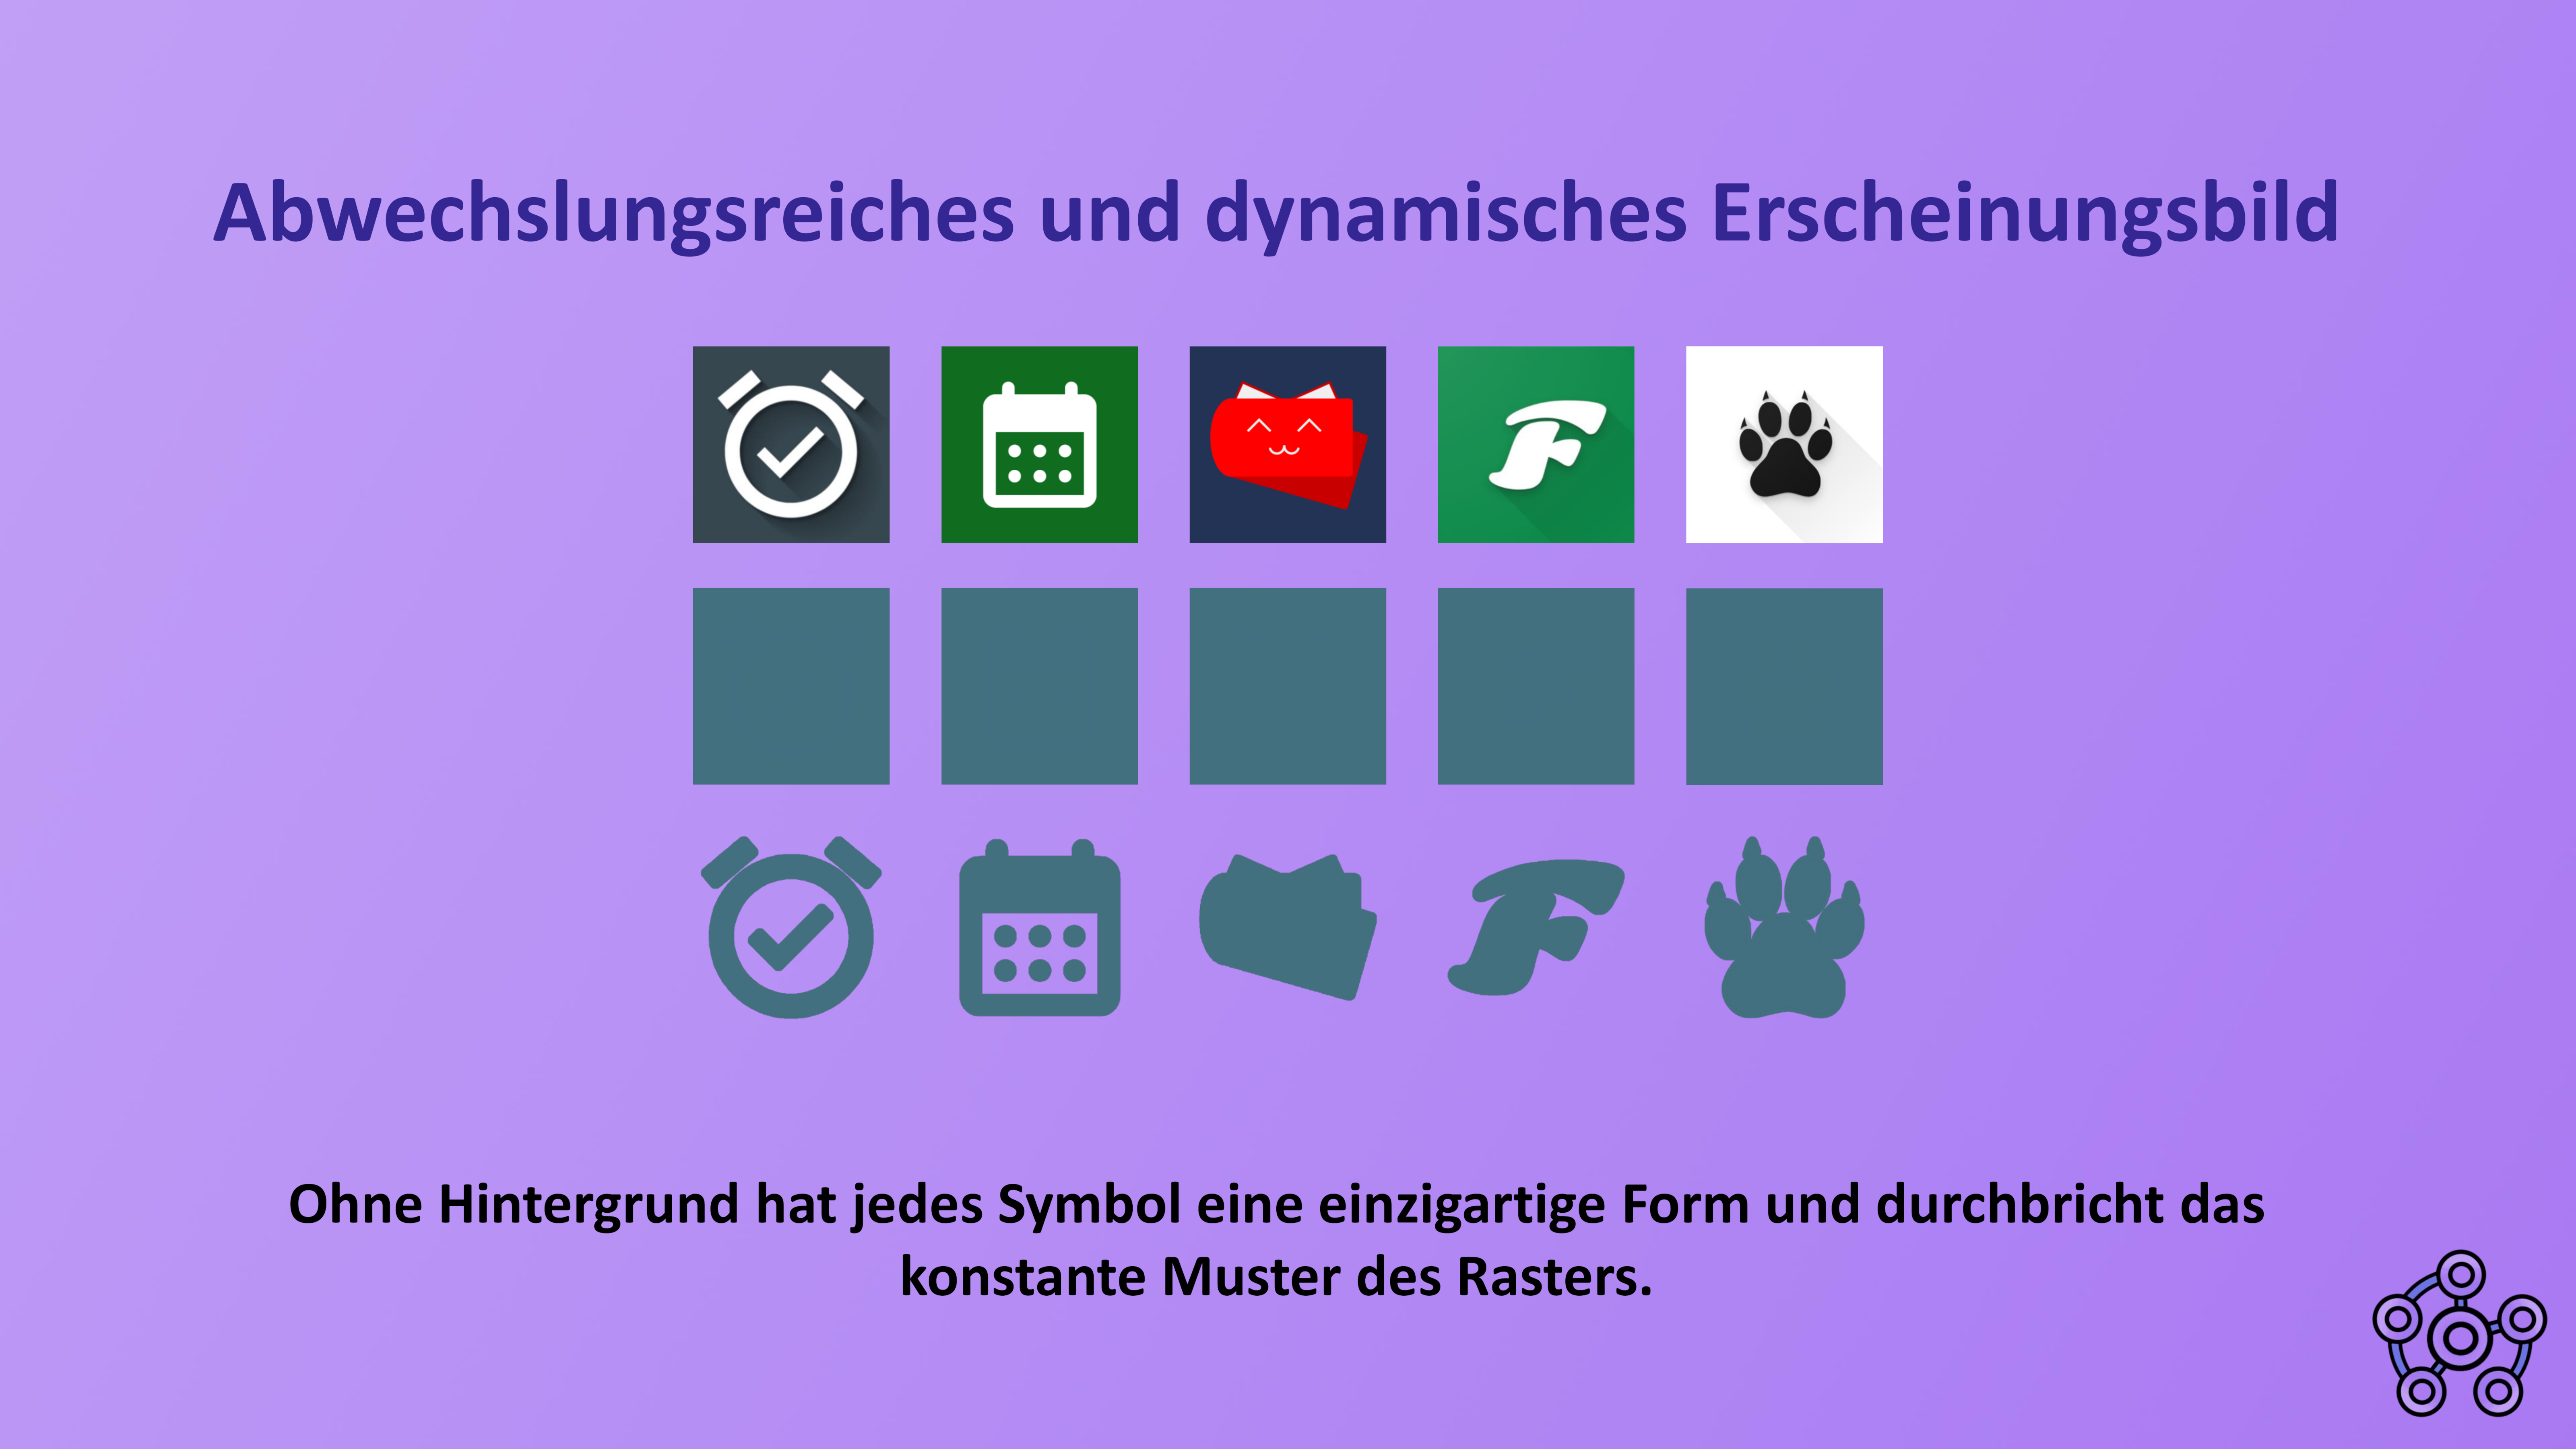 Abwechslungsreiches und dynamisches Erscheinungsbild
F
Ohne Hintergrund hat jedes Symbol eine einzigartige Form und durchbricht das
konstante Muster des Rasters.